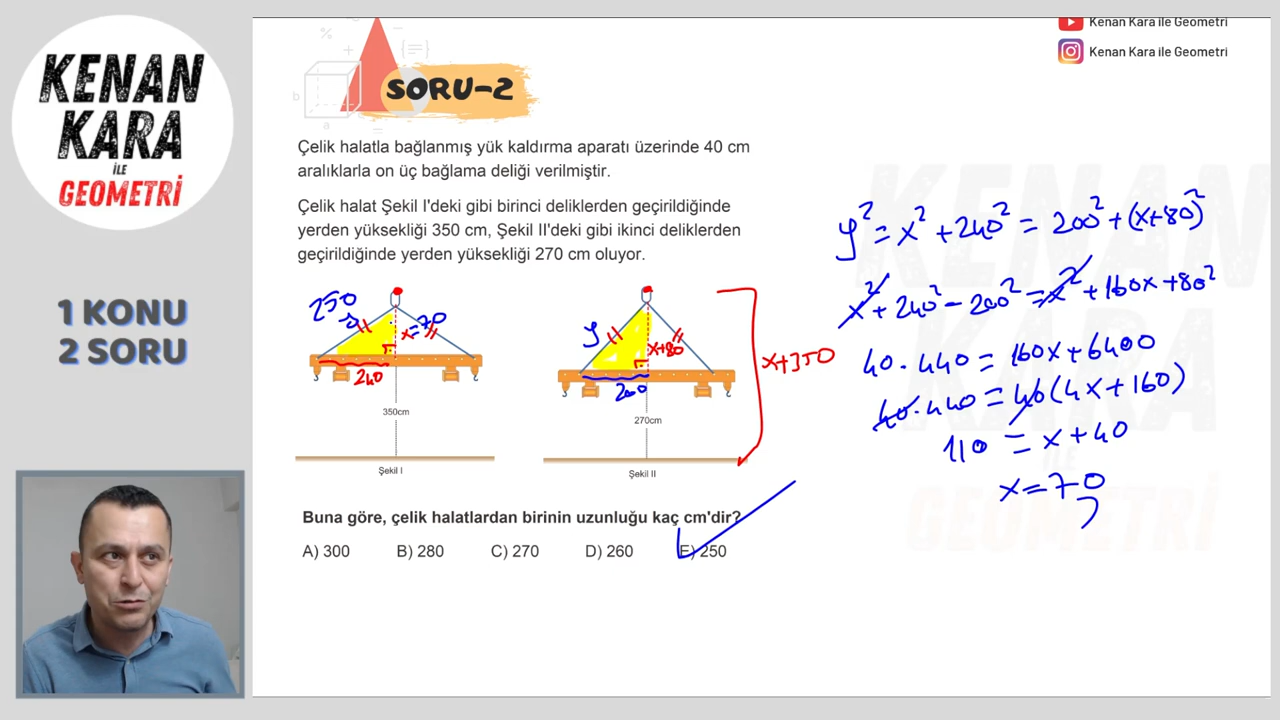 KENAN
KARA
İLE
GEOMETRİ
1 KONU
2 SORU
Kenan Kara ile Geometri
Kenan Kara ile Geometri
SORU-2
Çelik halatla bağlanmış yük kaldırma aparatı üzerinde 40 cm
aralıklarla on üç bağlama deliği verilmiştir.
Çelik halat Şekil I'deki gibi birinci deliklerden geçirildiğinde
yerden yüksekliği 350 cm, Şekil II'deki gibi ikinci deliklerden
geçirildiğinde yerden yüksekliği 270 cm oluyor.
250
x=70
240
350cm
Şekil I
y
x+80
200
270cm
Şekil II
x+350
Buna göre, çelik halatlardan birinin uzunluğu kaç cm'dir?
A) 300 B) 280 C) 270 D) 260 E) 250
y² = x² + 240² = 200² + (x+80)²
x² + 240² - 200² = x² + 160x + 80²
40 . 440 = 160x + 6400
40 . 440 = 40 (4x + 160)
110 = x + 40
x = 70